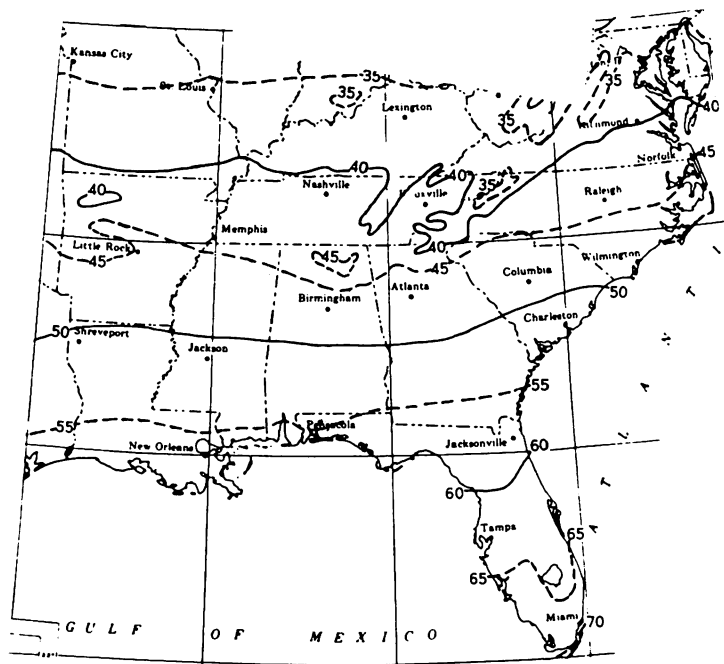 Kansas City
St. Louis
35
35
Lexington
35
35
40
Richmond
Norfolk
45
40
40
35
Nashville
Raleigh
40
Memphis
40
Little Rock
45
45
45
Wilmington
Columbia
Atlanta
Birmingham
50
Charleston
50
Shreveport
Jackson
55
55
Pensacola
New Orleans
Jacksonville
60
60
Tampa
65
65
Miami
70
A T L A N T I
GULF OF MEXICO